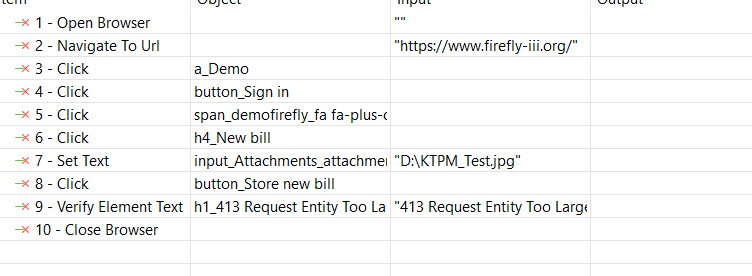 Item Object Input Output
1 - Open Browser ""
2 - Navigate To Url "https://www.firefly-iii.org/"
3 - Click a_Demo
4 - Click button_Sign in
5 - Click span_demofirefly_fa fa-plus-c
6 - Click h4_New bill
7 - Set Text input_Attachments_attachmen "D:\KTPM_Test.jpg"
8 - Click button_Store new bill
9 - Verify Element Text h1_413 Request Entity Too La "413 Request Entity Too Large
10 - Close Browser